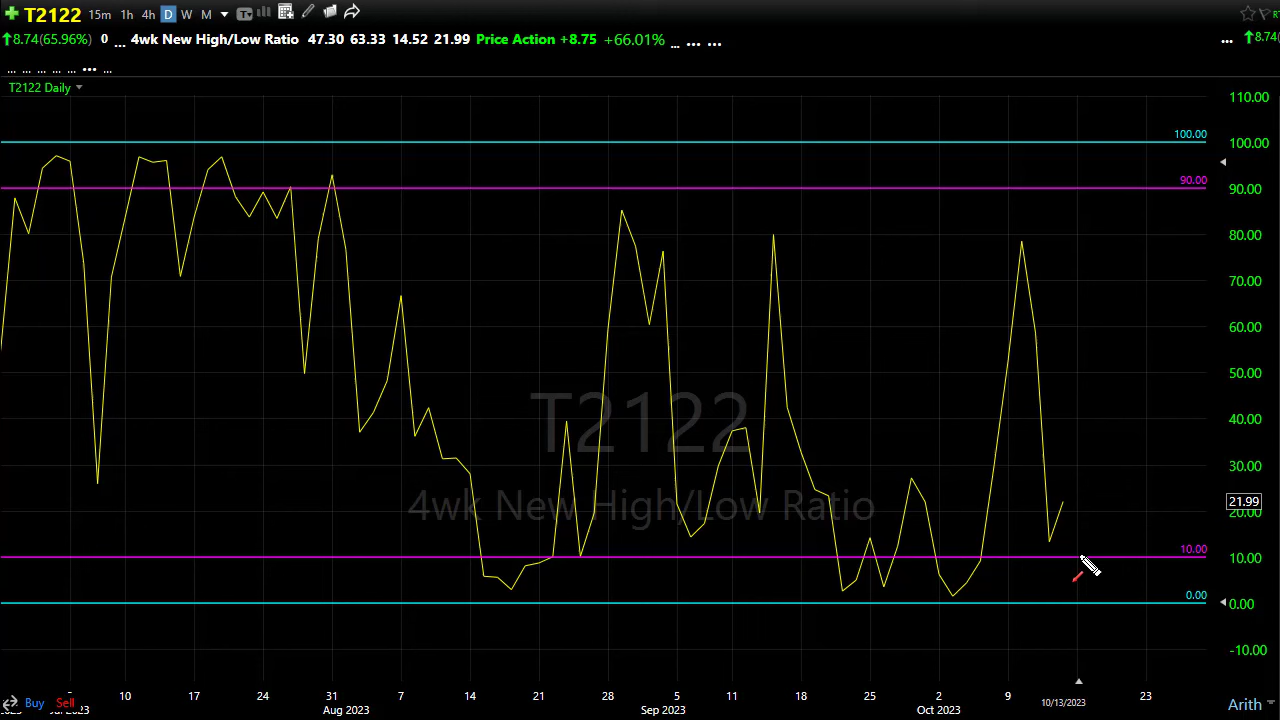 T2122 15m 1h 4h D W M
8.74(65.96%) 0 ... 4wk New High/Low Ratio 47.30 63.33 14.52 21.99 Price Action +8.75 +66.01% ... ... ... ... 8.74(
... ... ... ... ... ... ...
T2122 Daily
110.00
100.00 100.00
90.00 90.00
80.00
70.00
60.00
50.00
40.00
T2122
30.00
4wk New High/Low Ratio
21.99
20.00
10.00 10.00
0.00 0.00
-10.00
10 17 24 31 7 14 21 28 5 11 18 25 2 9 23
Buy Sell
2023 Aug 2023 Sep 2023 Oct 2023 10/13/2023
Arith